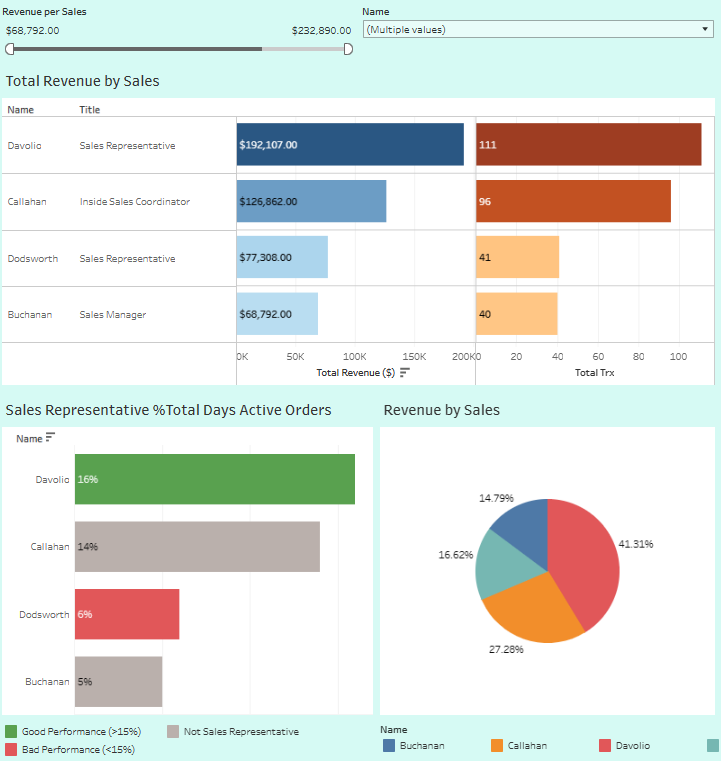 Revenue per Sales
Name
$68,792.00 $232,890.00
(Multiple values)
Total Revenue by Sales
Name Title
Davolio Sales Representative $192,107.00 111
Callahan Inside Sales Coordinator $126,862.00 96
Dodsworth Sales Representative $77,308.00 41
Buchanan Sales Manager $68,792.00 40
0K 50K 100K 150K 200K 0 20 40 60 80 100
Total Revenue ($) Total Trx
Sales Representative %Total Days Active Orders
Name
Davolio 16%
Callahan 14%
Dodsworth 6%
Buchanan 5%
Good Performance (>15%) Not Sales Representative
Bad Performance (<15%)
Revenue by Sales
14.79%
41.31%
16.62%
27.28%
Name
Buchanan Callahan Davolio